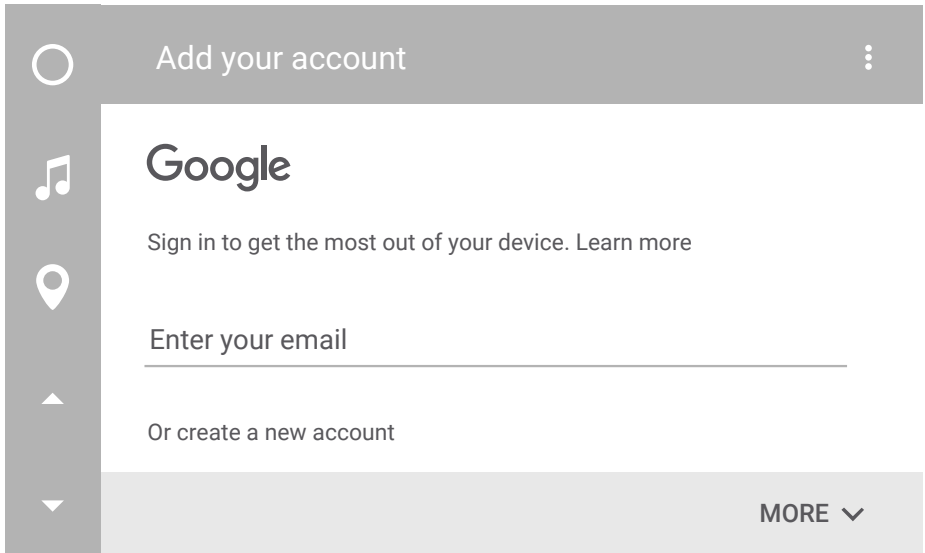 Add your account
Google
Sign in to get the most out of your device. Learn more
Enter your email
Or create a new account
MORE